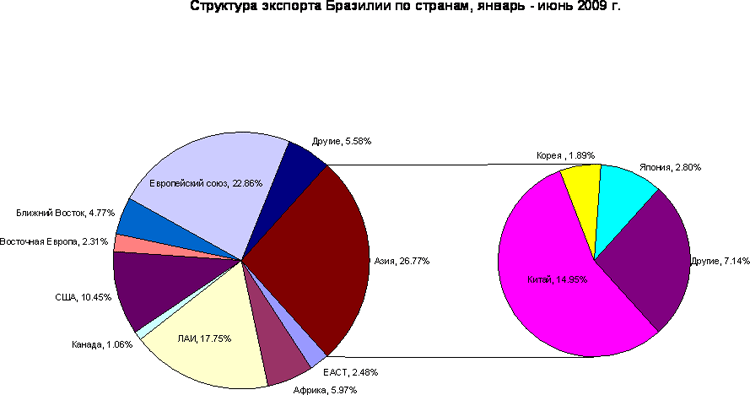 Структура экспорта Бразилии по странам, январь - июнь 2009 г.
Другие, 5.58%
Корея , 1.89%
Япония, 2.80%
Европейский союз, 22.86%
Ближний Восток, 4.77%
Восточная Европа, 2.31%
Азия, 26.77%
Другие, 7.14%
Китай, 14.95%
США, 10.45%
ЛАИ, 17.75%
Канада, 1.06%
ЕАСТ, 2.48%
Африка, 5.97%